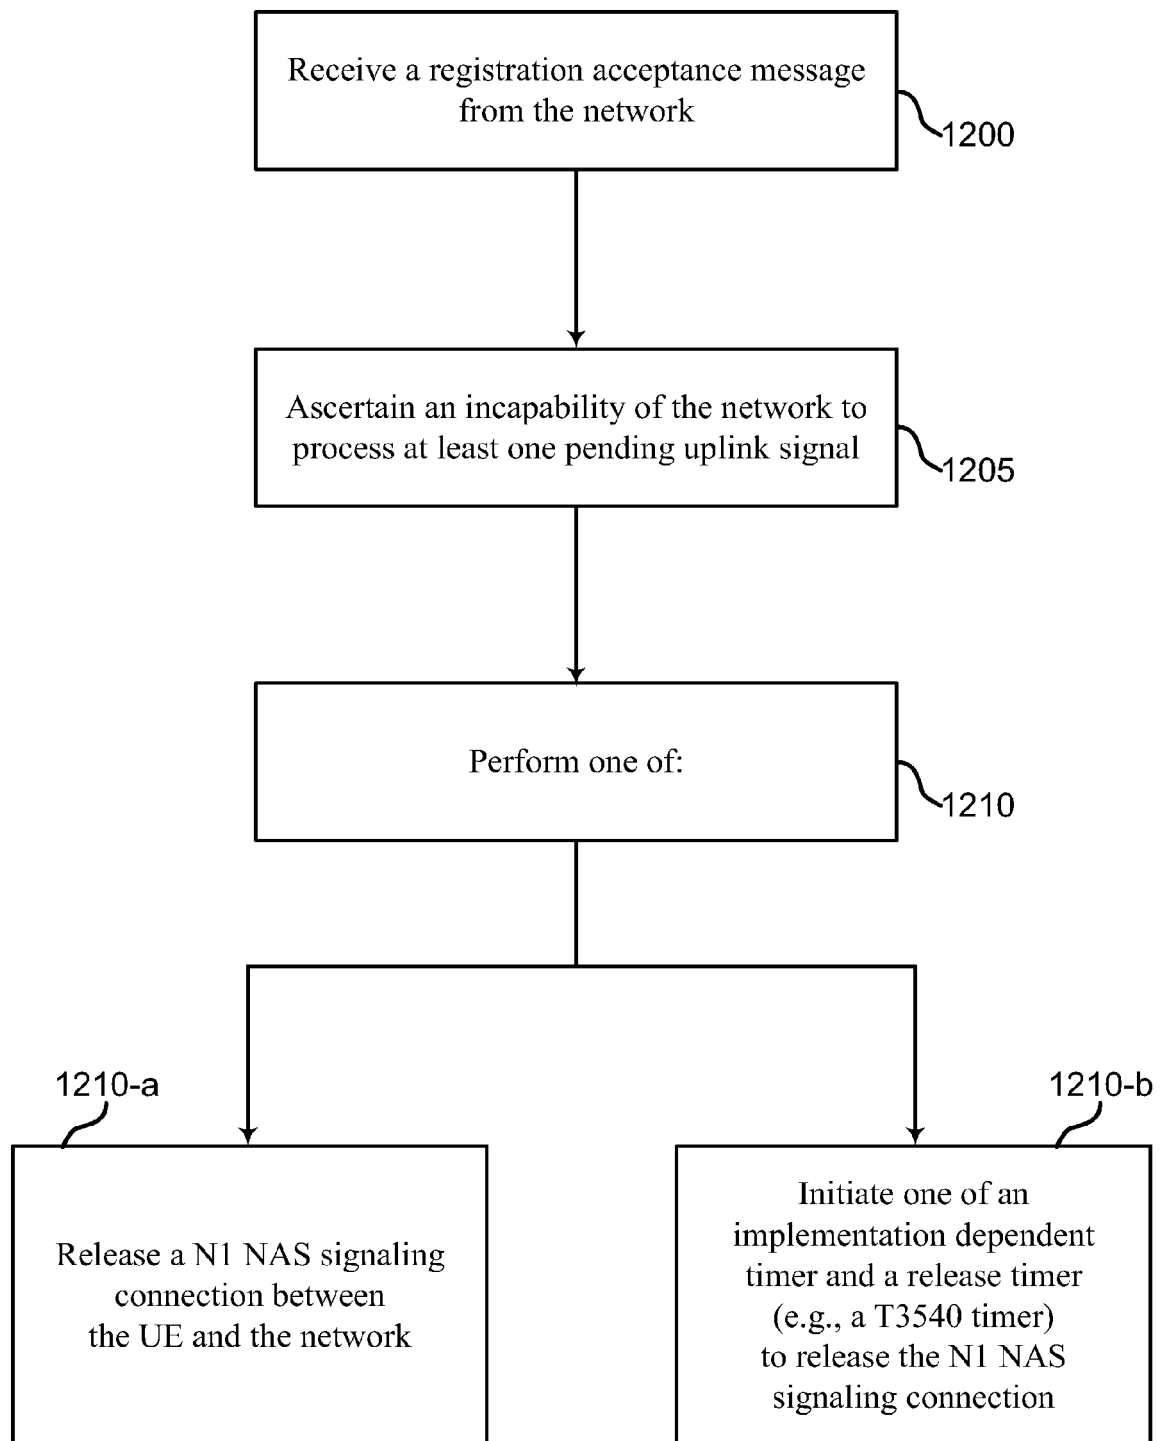 Receive a registration acceptance message
from the network
1200
Ascertain an incapability of the network to
process at least one pending uplink signal
1205
Perform one of:
1210
1210-a
1210-b
Release a N1 NAS signaling
connection between
the UE and the network
Initiate one of an
implementation dependent
timer and a release timer
(e.g., a T3540 timer)
to release the N1 NAS
signaling connection